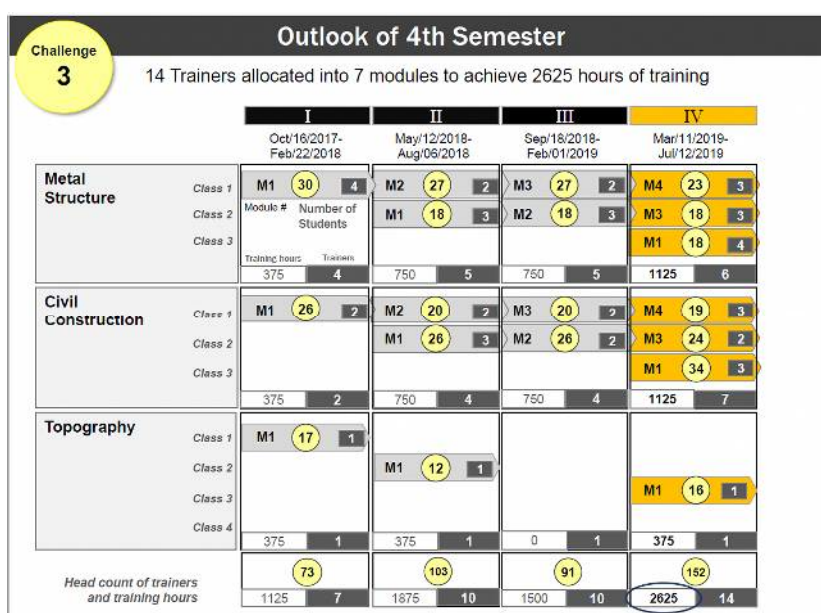 Outlook of 4th Semester
Challenge
3
14 Trainers allocated into 7 modules to achieve 2625 hours of training
I II III IV
Oct/16/2017- May/12/2018- Sep/18/2018- Mar/11/2019-
Feb/22/2018 Aug/06/2018 Feb/01/2019 Jul/12/2019
Metal
Structure
Class 1 M1 30 4 M2 27 2 M3 27 2 M4 23 3
Class 2 Module # Number of Students M1 18 3 M2 18 3 M3 18 3
Class 3 M1 18 4
Training hours Trainers
375 4 750 5 750 5 1125 6
Civil
Construction
Class 1 M1 26 2 M2 20 2 M3 20 2 M4 19 3
Class 2 M1 26 3 M2 26 2 M3 24 2
Class 3 M1 34 3
375 2 750 4 750 4 1125 7
Topography
Class 1 M1 17 1
Class 2 M1 12 1
Class 3 M1 16 1
Class 4
375 1 375 1 0 1 375 1
73 103 91 152
Head count of trainers
and training hours 1125 7 1875 10 1500 10 2625 14